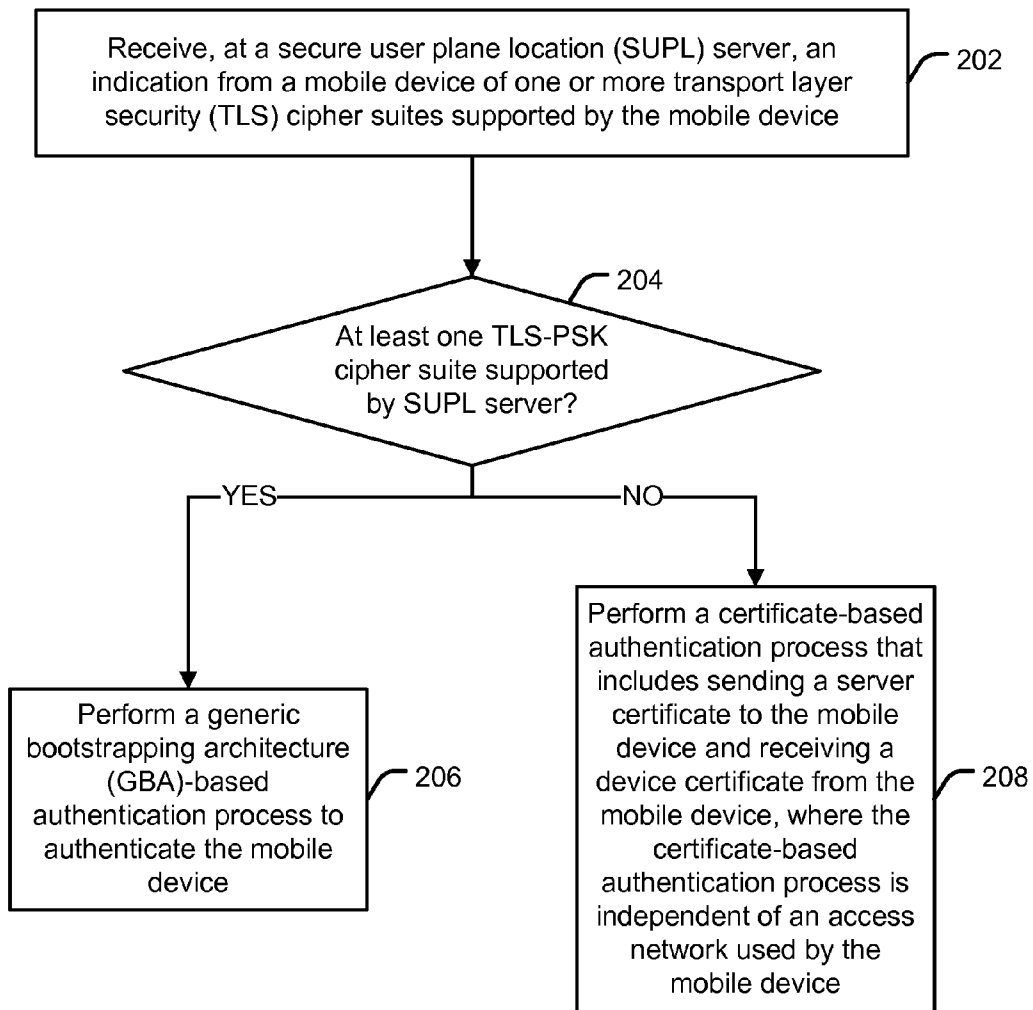 Receive, at a secure user plane location (SUPL) server, an
indication from a mobile device of one or more transport layer
security (TLS) cipher suites supported by the mobile device
202
204
At least one TLS-PSK
cipher suite supported
by SUPL server?
YES
NO
Perform a generic
bootstrapping architecture
(GBA)-based
authentication process to
authenticate the mobile
device
206
Perform a certificate-based
authentication process that
includes sending a server
certificate to the mobile
device and receiving a
device certificate from the
mobile device, where the
certificate-based
authentication process is
independent of an access
network used by the
mobile device
208